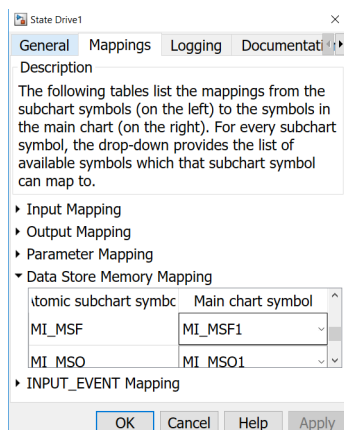 State Drive1
General Mappings Logging
Description
The following tables list the mappings from the
subchart symbols (on the left) to the symbols in
the main chart (on the right). For every subchart
symbol, the drop-down provides the list of
available symbols which that subchart symbol
can map to.
Input Mapping
Output Mapping
Parameter Mapping
Data Store Memory Mapping
subchart Main chart symbol
MI_MSF MI_MSF1
MI_MSO MI_MSO1
INPUT_EVENT Mapping
OK Cancel Help Apply